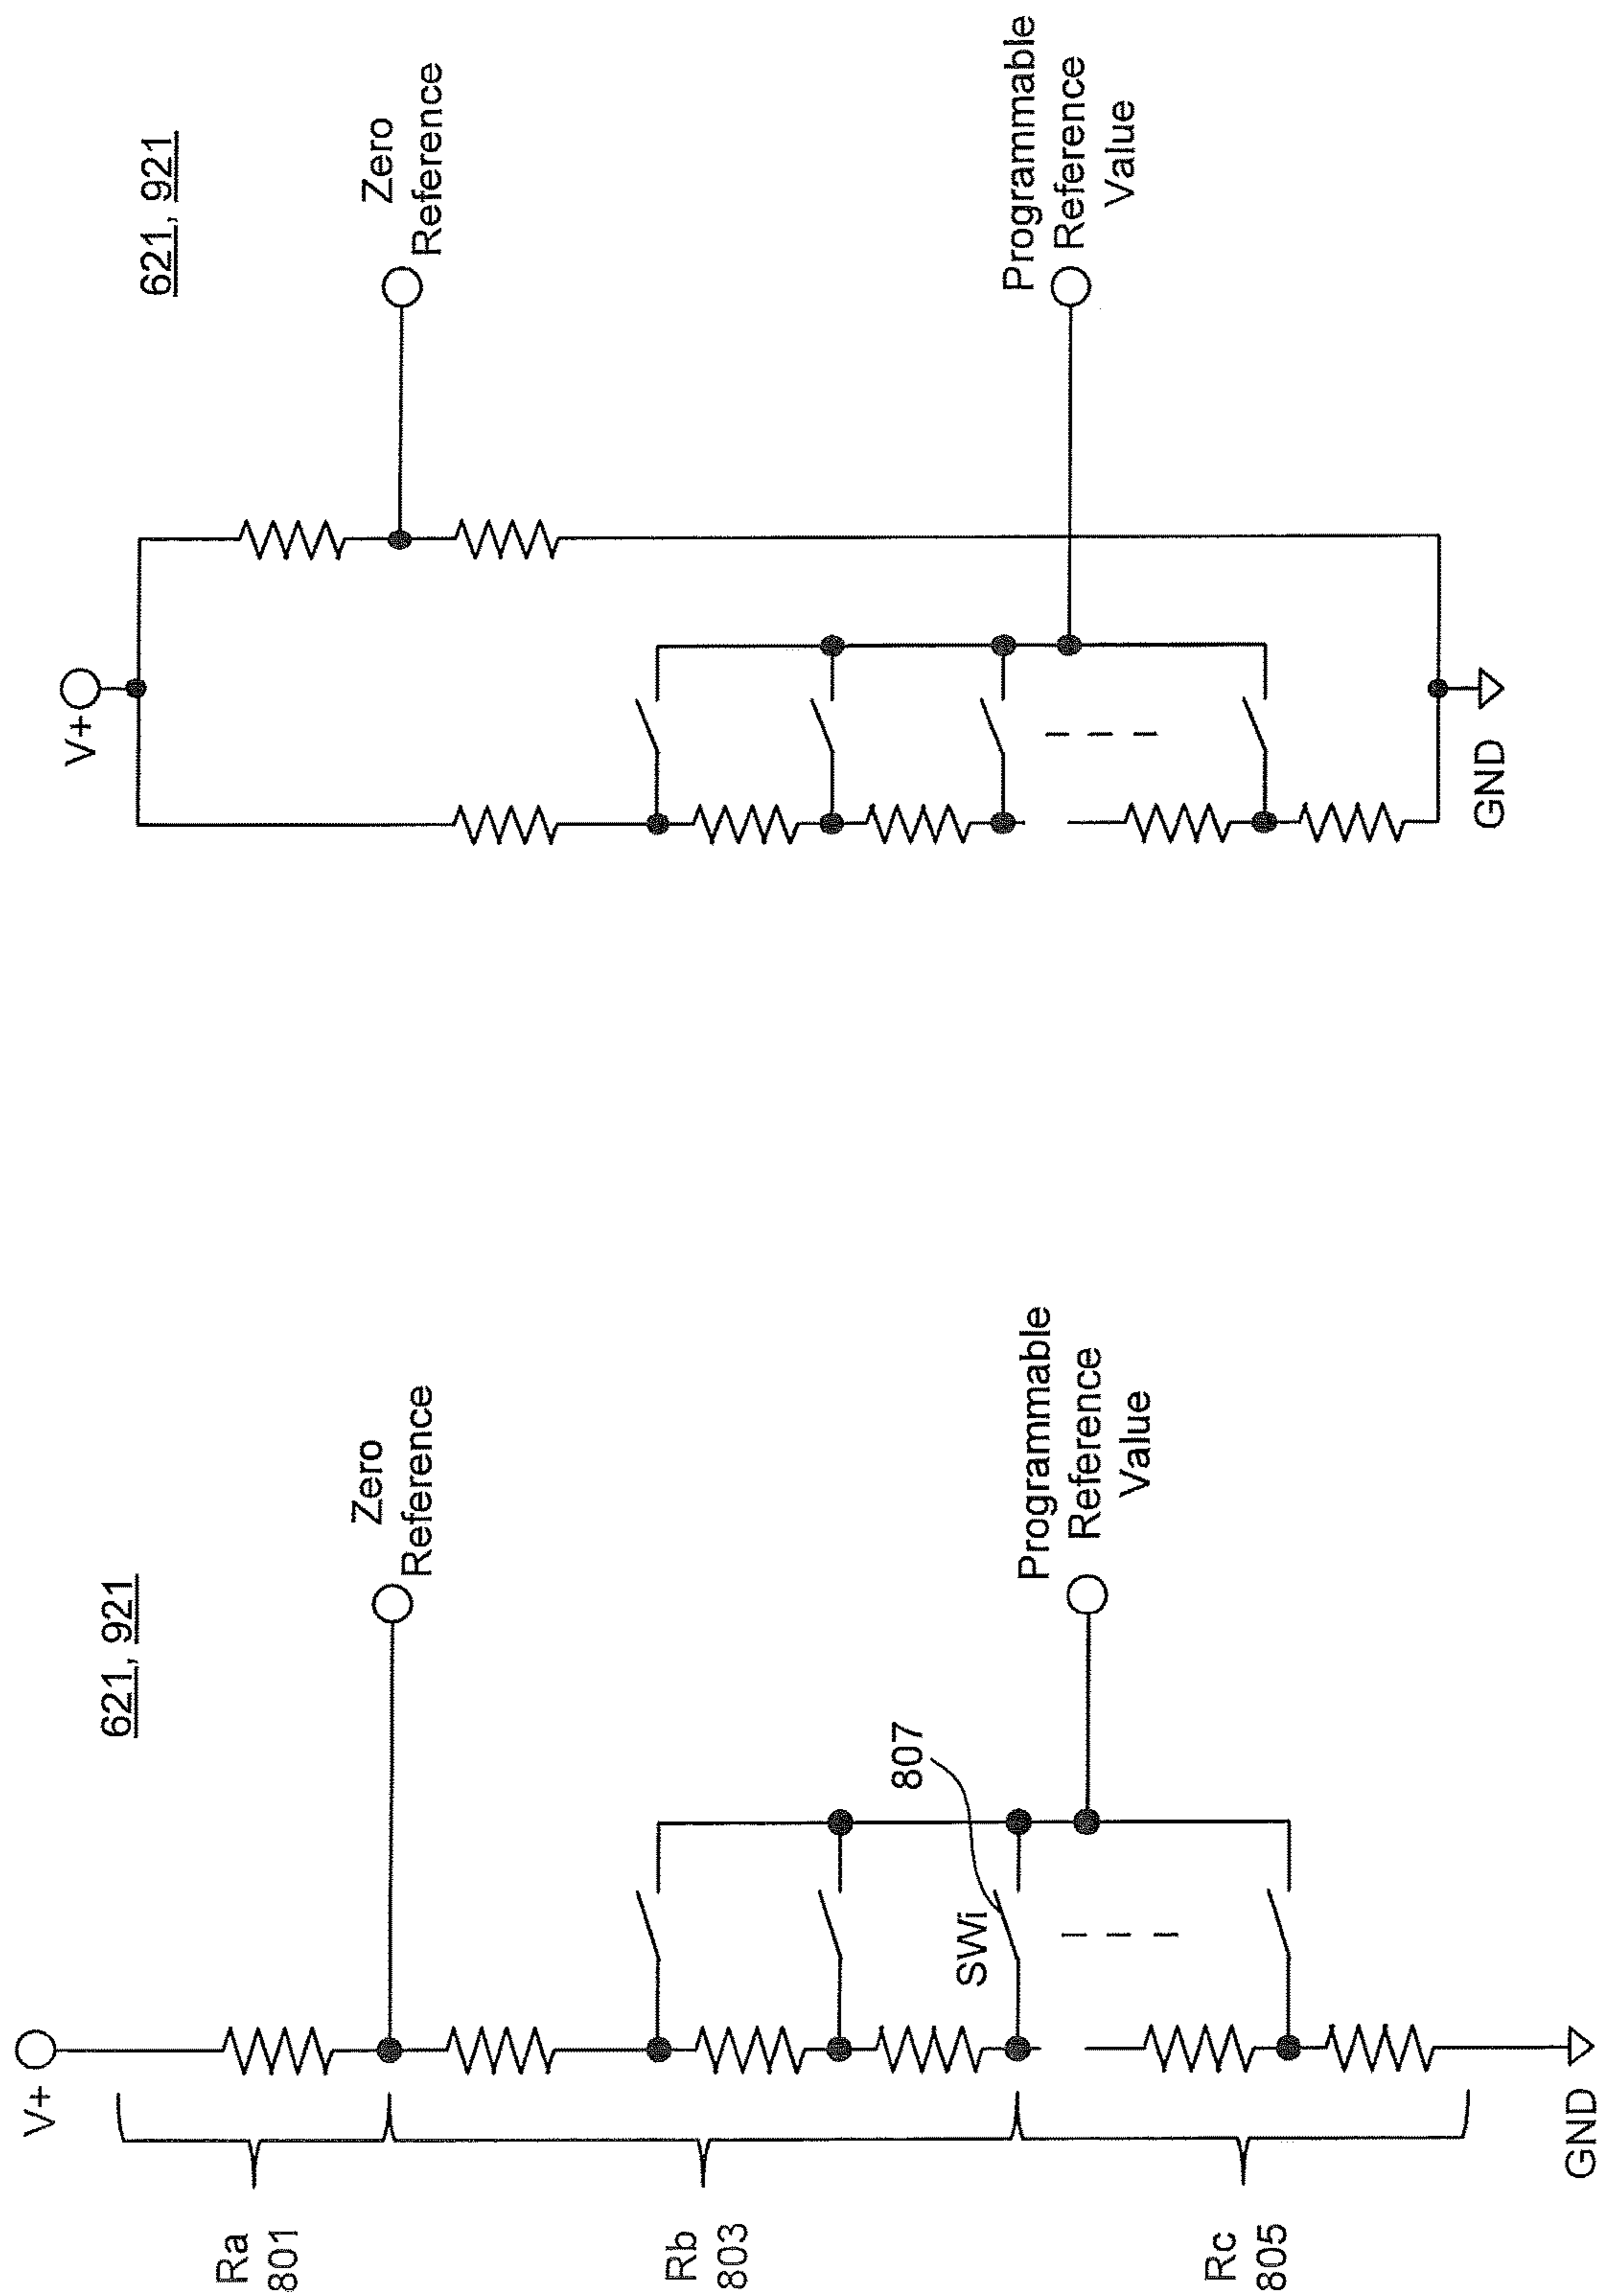 621, 921
V+
Zero
Reference
Programmable
Reference
Value
GND
621, 921
V+
Zero
Reference
807
SWi
Programmable
Reference
Value
GND
Ra
801
Rb
803
Rc
805